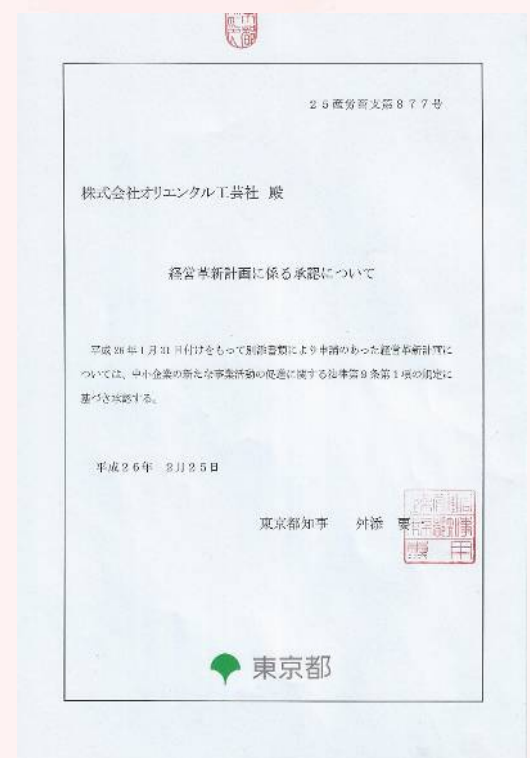 25産労商支第877号
株式会社オリエンタル工芸社 殿
経営革新計画に係る承認について
平成26年1月31日付けをもって別添書類により申請のあった経営革新計画に
ついては、中小企業の新たな事業活動の促進に関する法律第9条第1項の規定に
基づき承認する。
平成26年 2月25日
東京都知事 舛添 要一
東京都